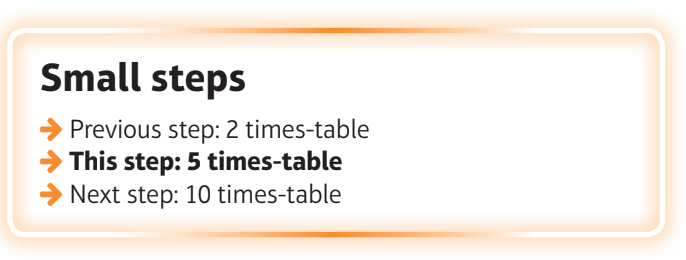 Small steps
Previous step: 2 times-table
This step: 5 times-table
Next step: 10 times-table